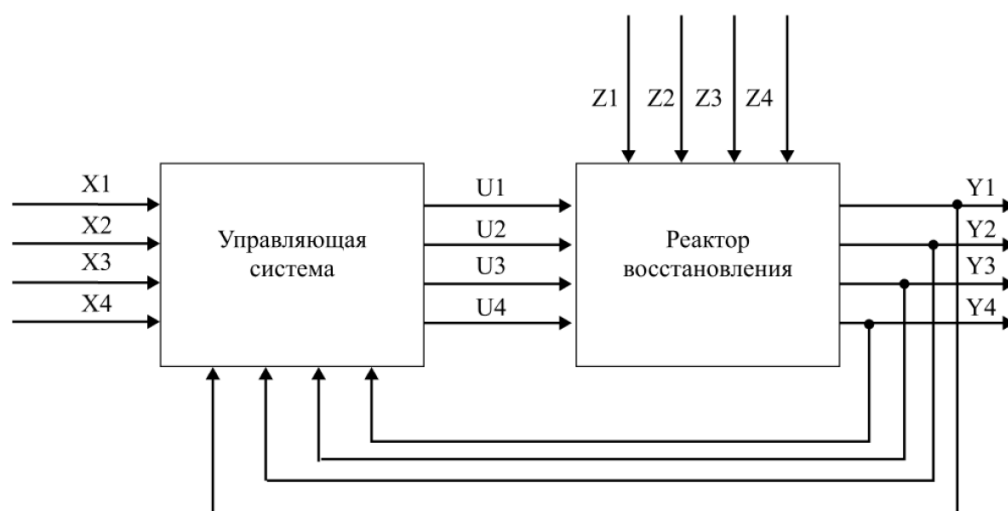 Z1
Z2
Z3
Z4
X1
X2
X3
X4
Управляющая
система
U1
U2
U3
U4
Реактор
восстановления
Y1
Y2
Y3
Y4